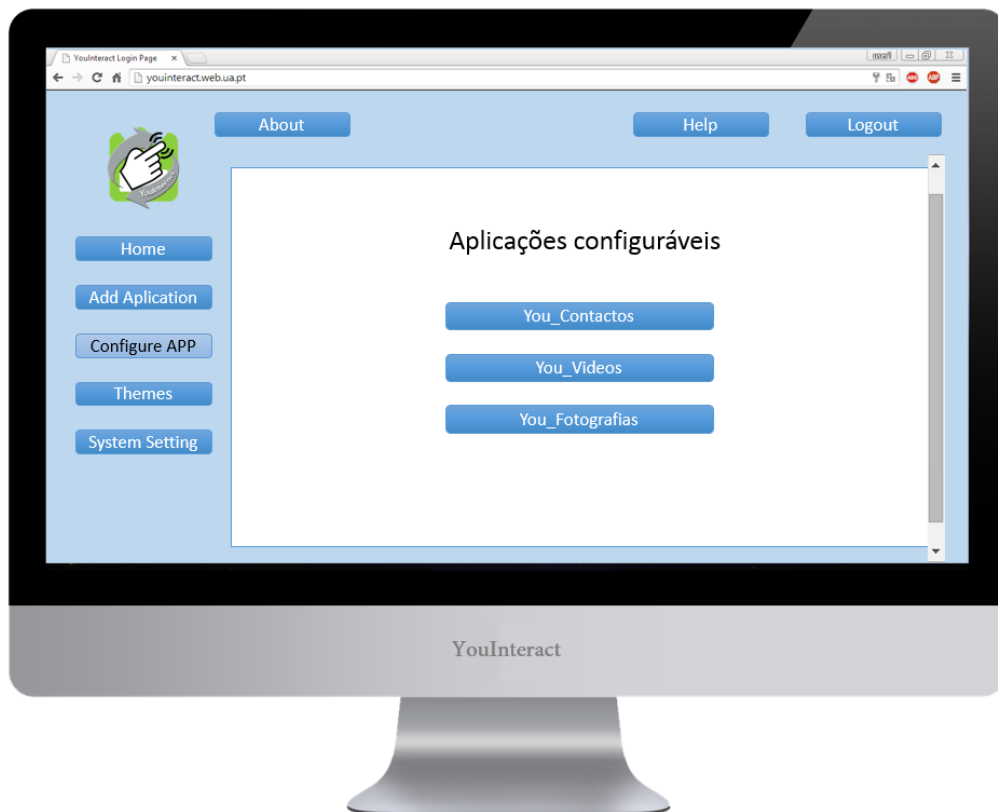 YouInteract Login Page
youinteract.web.ua.pt
About
Help
Logout
YouInteract
Home
Add Aplication
Configure APP
Themes
System Setting
Aplicações configuráveis
You_Contactos
You_Videos
You_Fotografias
YouInteract